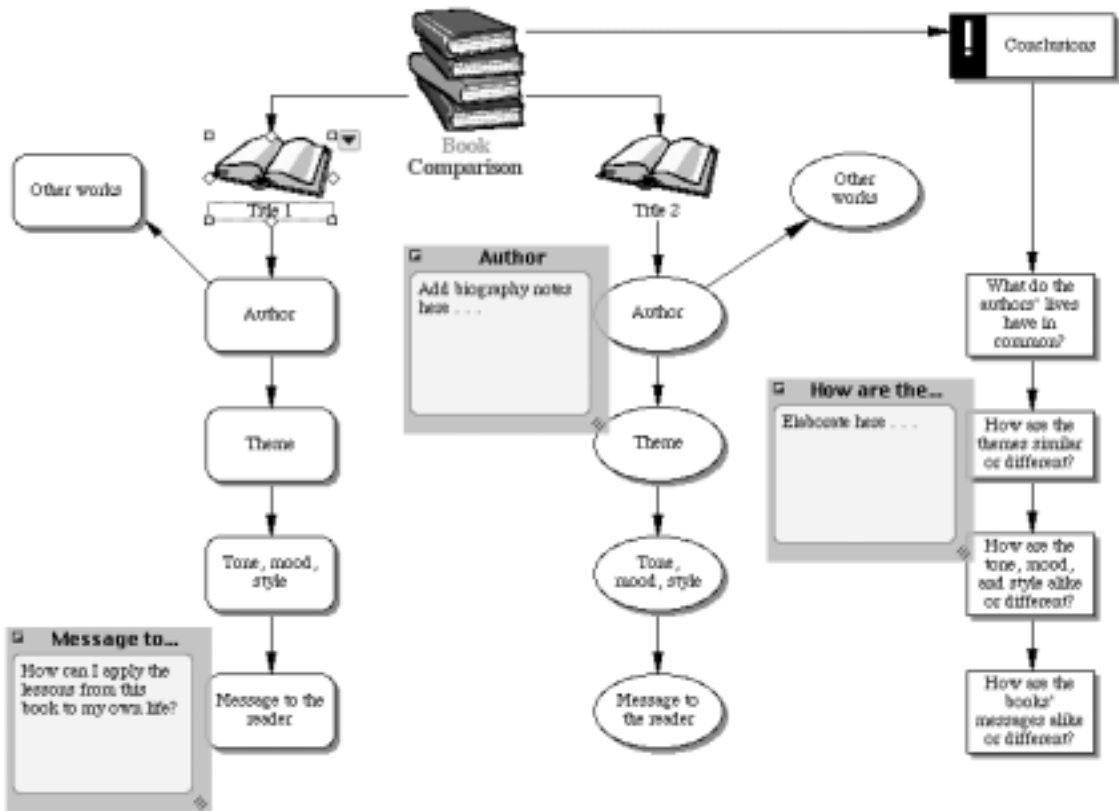 !
Conclusions
Book
Comparison
Title 1
Title 2
Other works
Other
works
Author
Add biography notes
here . . .
Author
Author
What do the
authors' lives
have in
common?
How are the...
Elaborate here . . .
Theme
Theme
How are the
themes similar
or different?
Tone, mood,
style
Tone,
mood, style
How are the
tone, mood,
and style alike
or different?
Message to...
How can I apply the
lessons from this
book to my own life?
Message to the
reader
Message to
the reader
How are the
books'
messages alike
or different?